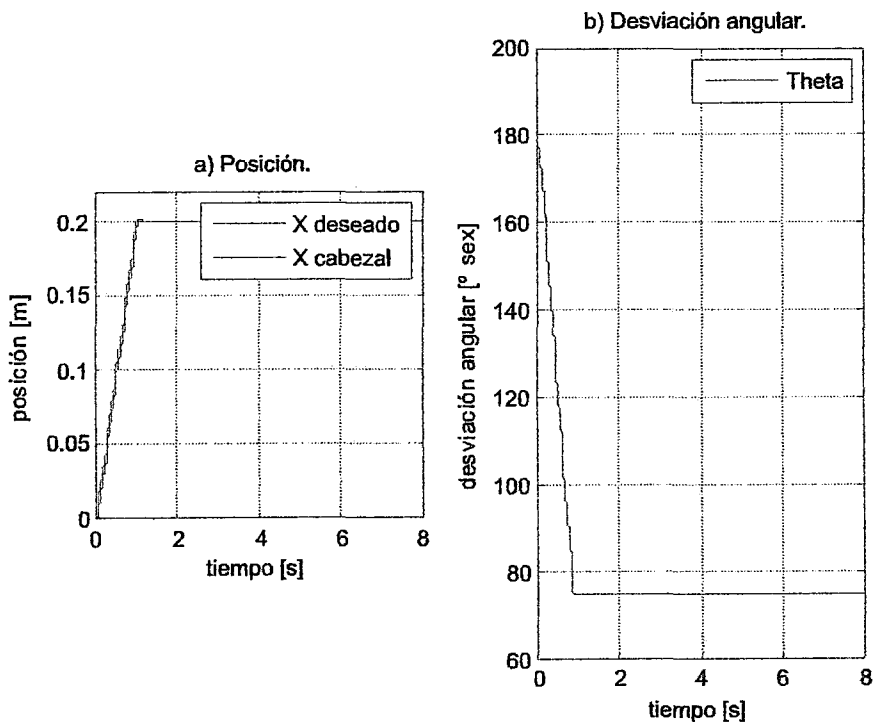 a) Posición.
X deseado
X cabezal
0.2
0.15
0.1
0.05
0
posición [m]
0 2 4 6 8
tiempo [s]
b) Desviación angular.
Theta
200
180
160
140
120
100
80
60
desviación angular [º sex]
0 2 4 6 8
tiempo [s]